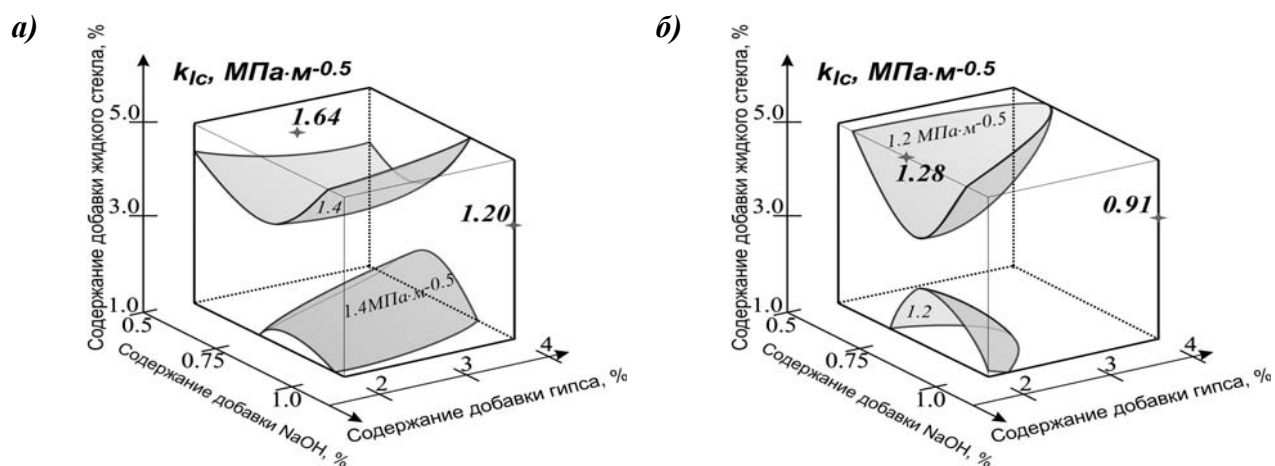 а)
k_Ic, МПа·м-0.5
Содержание добавки жидкого стекла, %
5.0
3.0
1.0
1.64
1.4
1.20
1.4МПа·м-0.5
0.5
0.75
1.0
Содержание добавки NaOH, %
2
3
4
Содержание добавки гипса, %
б)
k_Ic, МПа·м-0.5
Содержание добавки жидкого стекла, %
5.0
3.0
1.0
1.2 МПа·м-0.5
1.28
0.91
1.2
0.5
0.75
1.0
Содержание добавки NaOH, %
2
3
4
Содержание добавки гипса, %